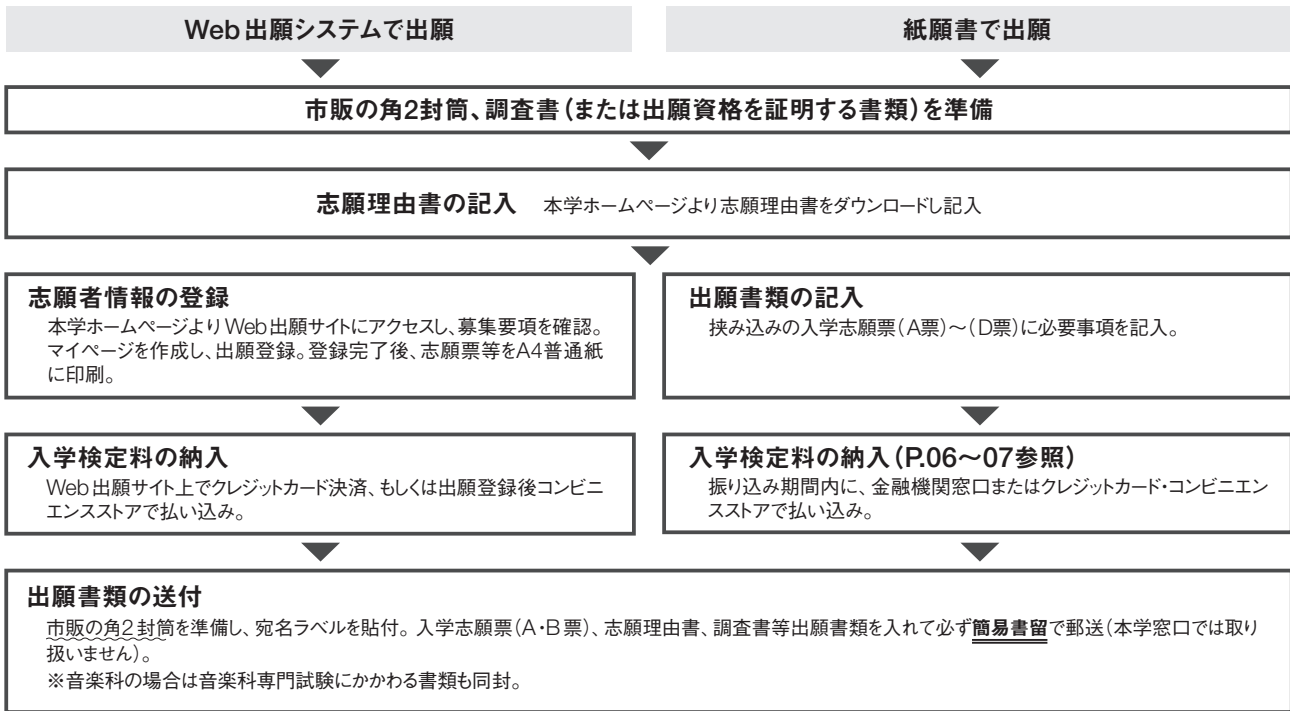 Web出願システムで出願
紙願書で出願
市販の角2封筒、調査書(または出願資格を証明する書類)を準備
志願理由書の記入 本学ホームページより志願理由書をダウンロードし記入
志願者情報の登録
本学ホームページよりWeb出願サイトにアクセスし、募集要項を確認。
マイページを作成し、出願登録。登録完了後、志願票等をA4普通紙
に印刷。
出願書類の記入
挟み込みの入学志願票(A票)～(D票)に必要事項を記入。
入学検定料の納入
Web出願サイト上でクレジットカード決済、もしくは出願登録後コンビニ
エンスストアで払い込み。
入学検定料の納入(P.06～07参照)
振り込み期間内に、金融機関窓口またはクレジットカード・コンビニエン
スストアで払い込み。
出願書類の送付
市販の角2封筒を準備し、宛名ラベルを貼付。入学志願票(A・B票)、志願理由書、調査書等出願書類を入れて必ず簡易書留で郵送(本学窓口では取り
扱いません)。
※音楽科の場合は音楽科専門試験にかかわる書類も同封。